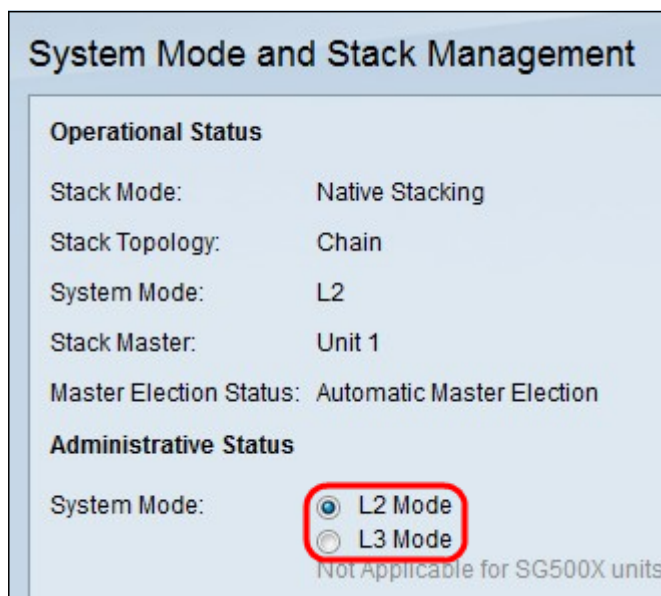 System Mode and Stack Management
Operational Status
Stack Mode: Native Stacking
Stack Topology: Chain
System Mode: L2
Stack Master: Unit 1
Master Election Status: Automatic Master Election
Administrative Status
System Mode: L2 Mode
L3 Mode
Not Applicable for SG500X units